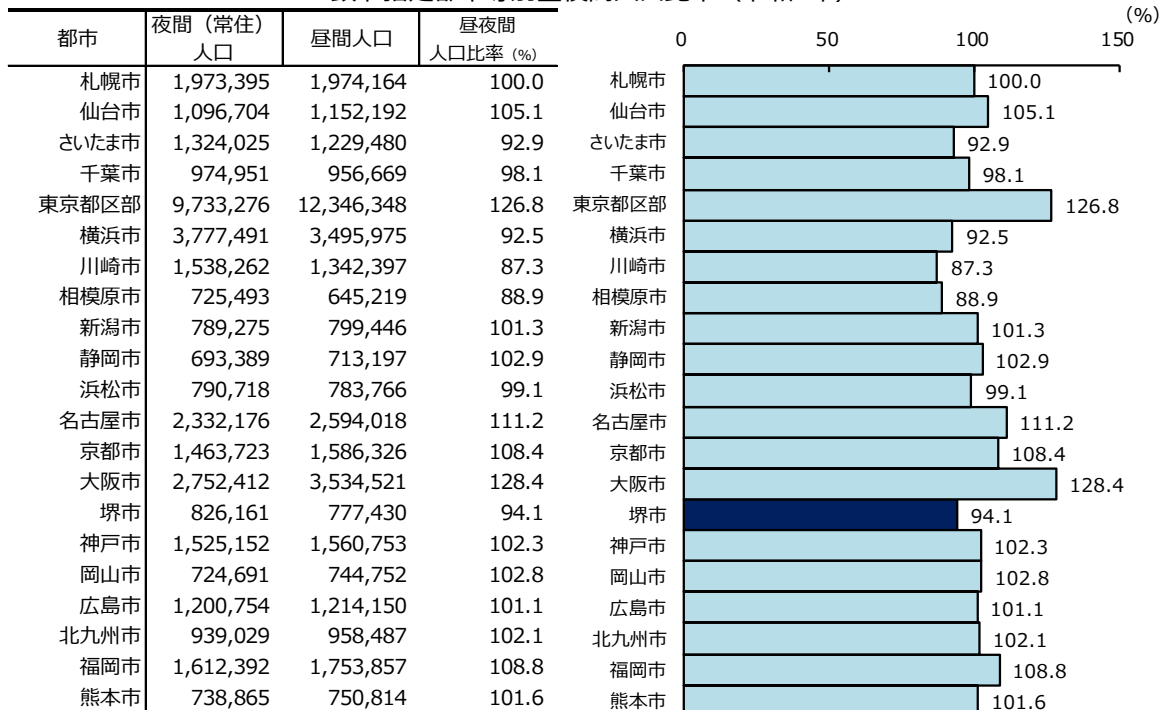 都市 夜間（常住）人口 昼間人口 昼夜間人口比率（%）
札幌市 1,973,395 1,974,164 100.0
仙台市 1,096,704 1,152,192 105.1
さいたま市 1,324,025 1,229,480 92.9
千葉市 974,951 956,669 98.1
東京都区部 9,733,276 12,346,348 126.8
横浜市 3,777,491 3,495,975 92.5
川崎市 1,538,262 1,342,397 87.3
相模原市 725,493 645,219 88.9
新潟市 789,275 799,446 101.3
静岡市 693,389 713,197 102.9
浜松市 790,718 783,766 99.1
名古屋市 2,332,176 2,594,018 111.2
京都市 1,463,723 1,586,326 108.4
大阪市 2,752,412 3,534,521 128.4
堺市 826,161 777,430 94.1
神戸市 1,525,152 1,560,753 102.3
岡山市 724,691 744,752 102.8
広島市 1,200,754 1,214,150 101.1
北九州市 939,029 958,487 102.1
福岡市 1,612,392 1,753,857 108.8
熊本市 738,865 750,814 101.6
(%)
0 50 100 150
札幌市 100.0
仙台市 105.1
さいたま市 92.9
千葉市 98.1
東京都区部 126.8
横浜市 92.5
川崎市 87.3
相模原市 88.9
新潟市 101.3
静岡市 102.9
浜松市 99.1
名古屋市 111.2
京都市 108.4
大阪市 128.4
堺市 94.1
神戸市 102.3
岡山市 102.8
広島市 101.1
北九州市 102.1
福岡市 108.8
熊本市 101.6